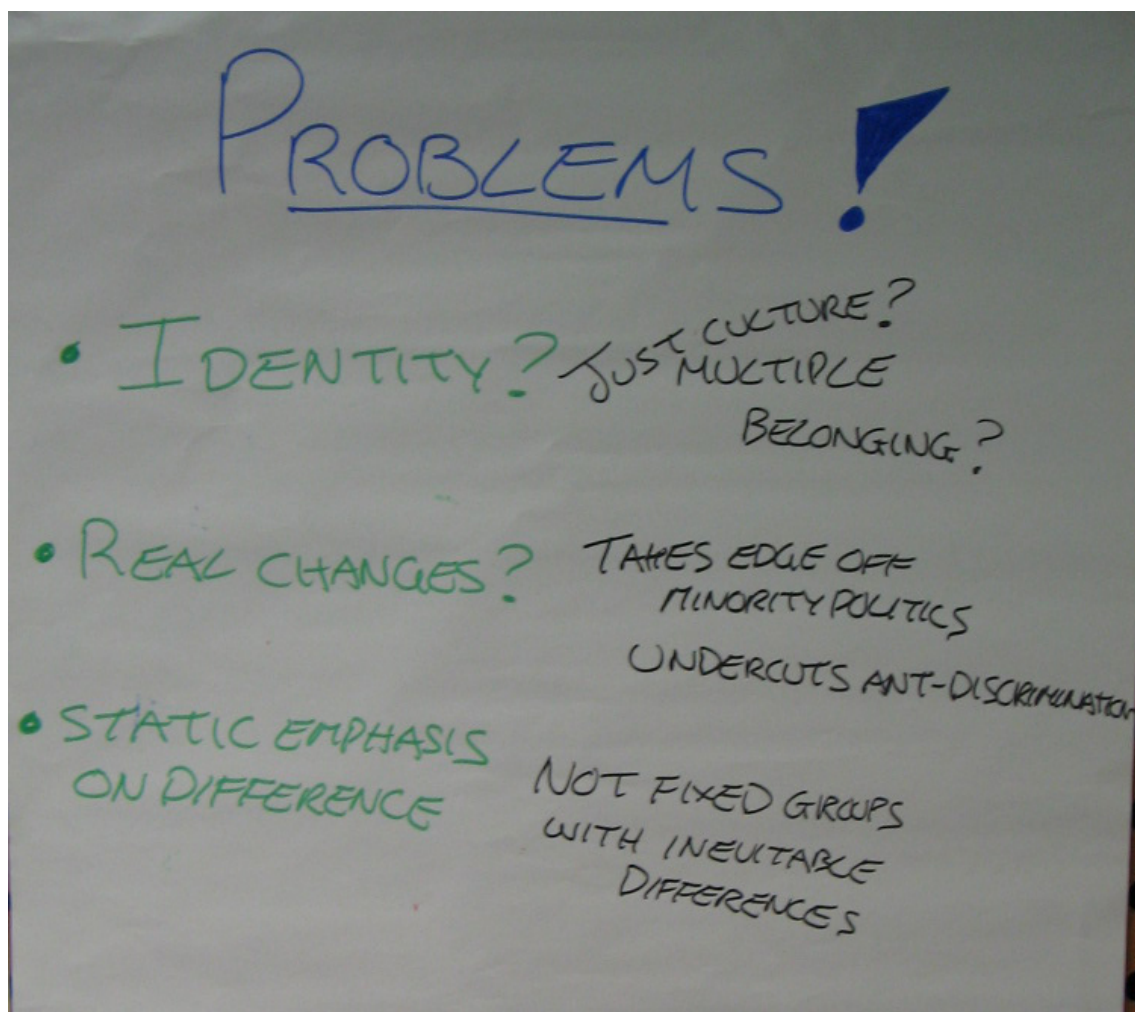 PROBLEMS!
• IDENTITY? JUST CULTURE?
MULTIPLE
BELONGING?
• REAL CHANGES? TAKES EDGE OFF
MINORITY POLITICS
UNDERCUTS ANT-DISCRIMINATION
• STATIC EMPHASIS
ON DIFFERENCE
NOT FIXED GROUPS
WITH INEVITABLE
DIFFERENCES